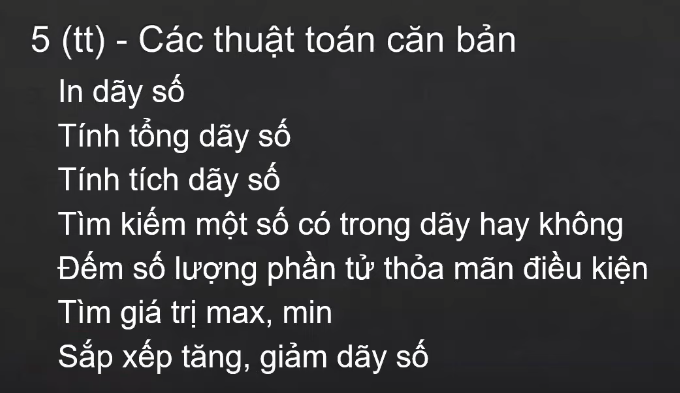 5 (tt) - Các thuật toán căn bản
In dãy số
Tính tổng dãy số
Tính tích dãy số
Tìm kiếm một số có trong dãy hay không
Đếm số lượng phần tử thỏa mãn điều kiện
Tìm giá trị max, min
Sắp xếp tăng, giảm dãy số